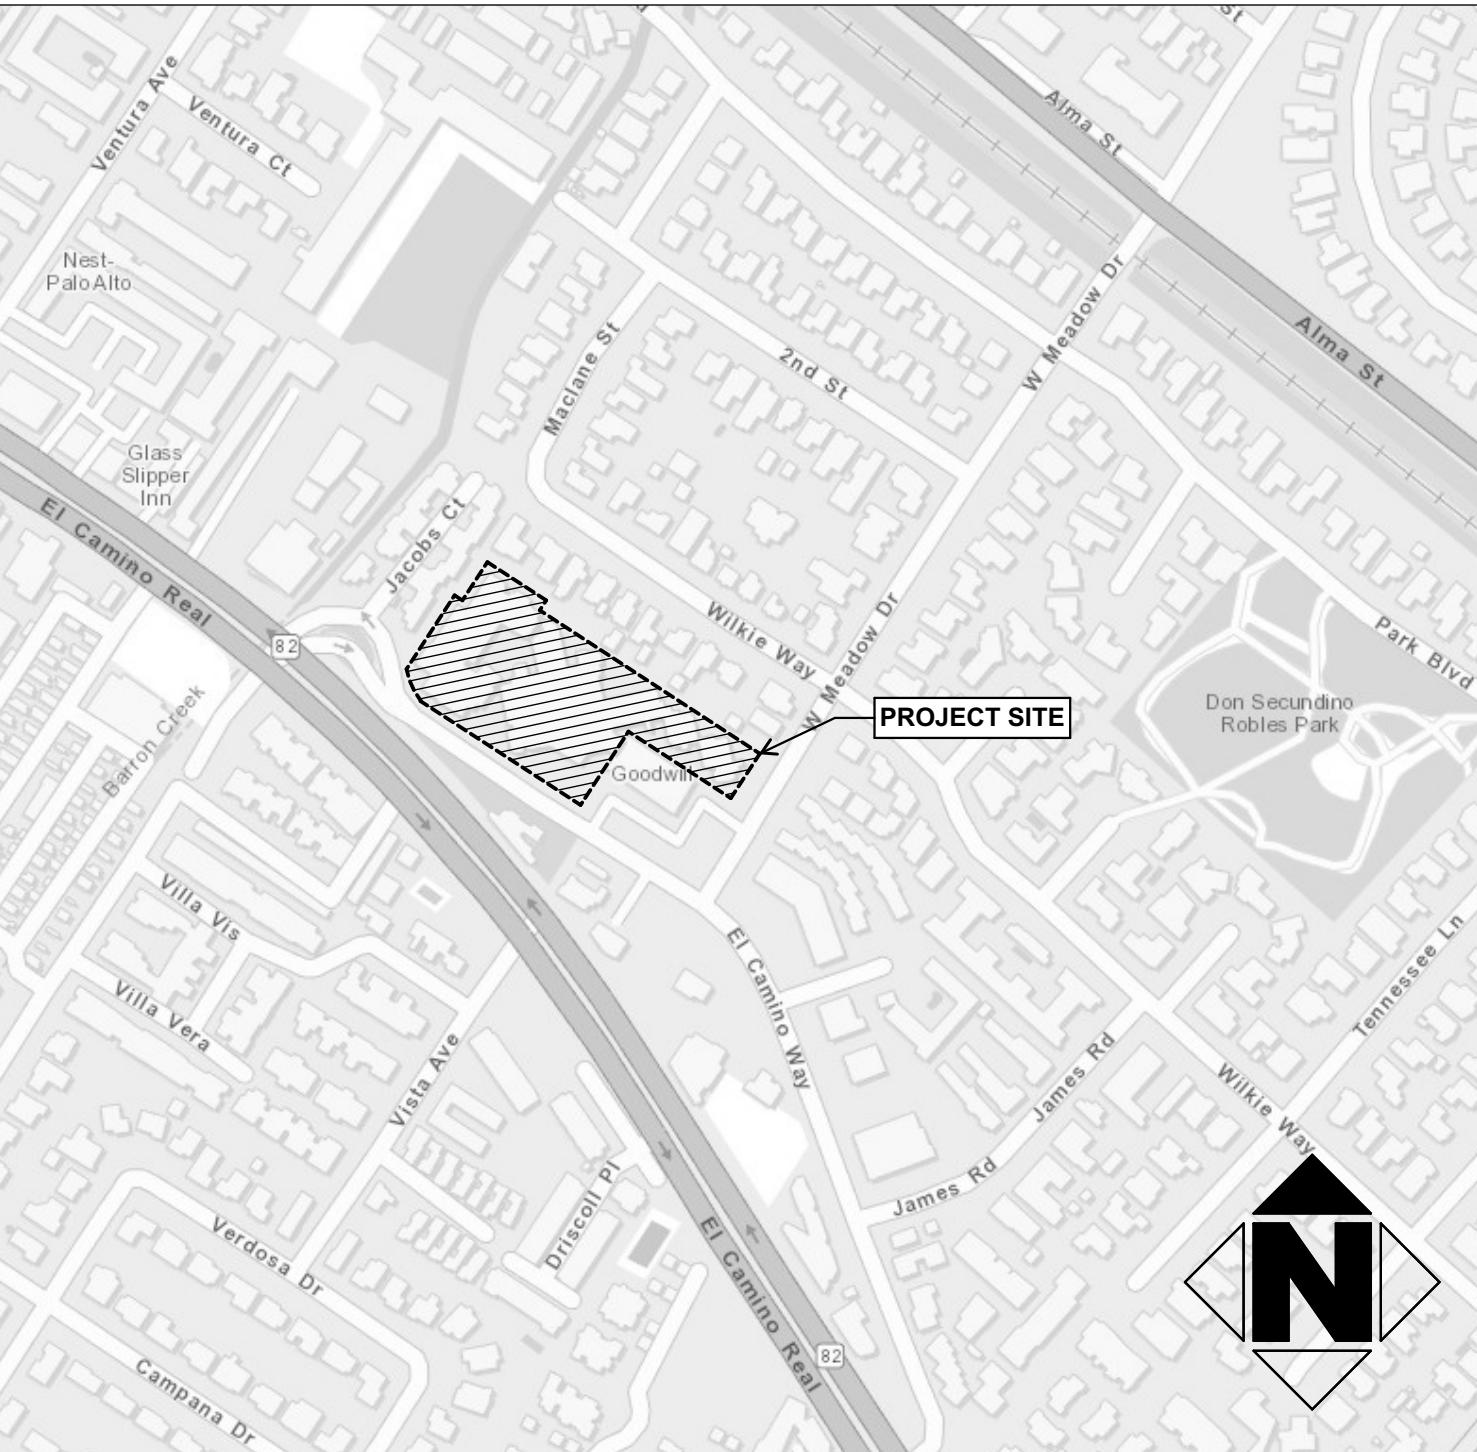 St
Alma St
Ventura Ave
Ventura Ct
Nest-
Palo Alto
W Meadow Dr
Alma St
Maclane St
2nd St
Glass
Slipper
Inn
El Camino Real
Jacobs Ct
82
Wilkie Way
W Meadow Dr
PROJECT SITE
Park Blvd
Don Secundino
Robles Park
Barron Creek
Goodwill
Villa Vis
Villa Vera
El Camino Way
Tennessee Ln
Vista Ave
James Rd
Wilkie Way
James Rd
Driscoll Pl
Verdosa Dr
El Camino Real
82
Campana Dr
N